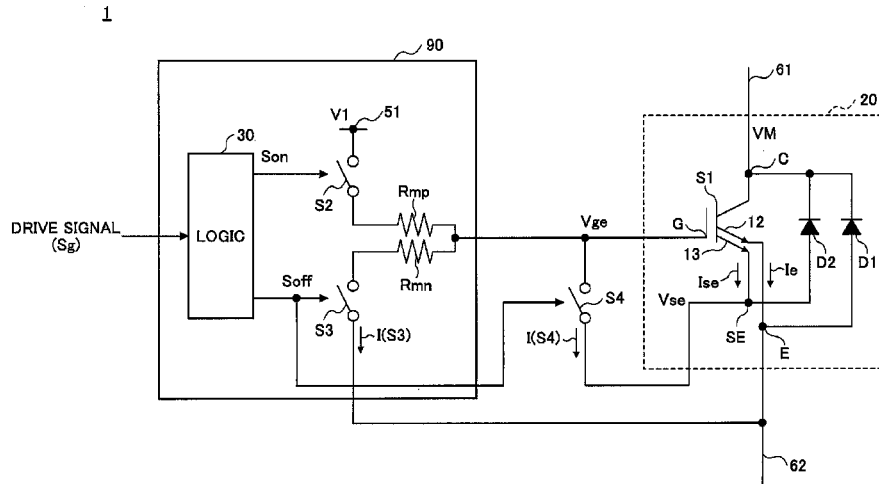 1
90
61
20
V1
51
VM
30
Son
C
S2
S1
Rmp
DRIVE SIGNAL
(Sg)
LOGIC
Vge
G
12
13
D2
D1
Rmn
Ise
Ie
Soff
S3
S4
Vse
SE
E
I(S3)
I(S4)
62